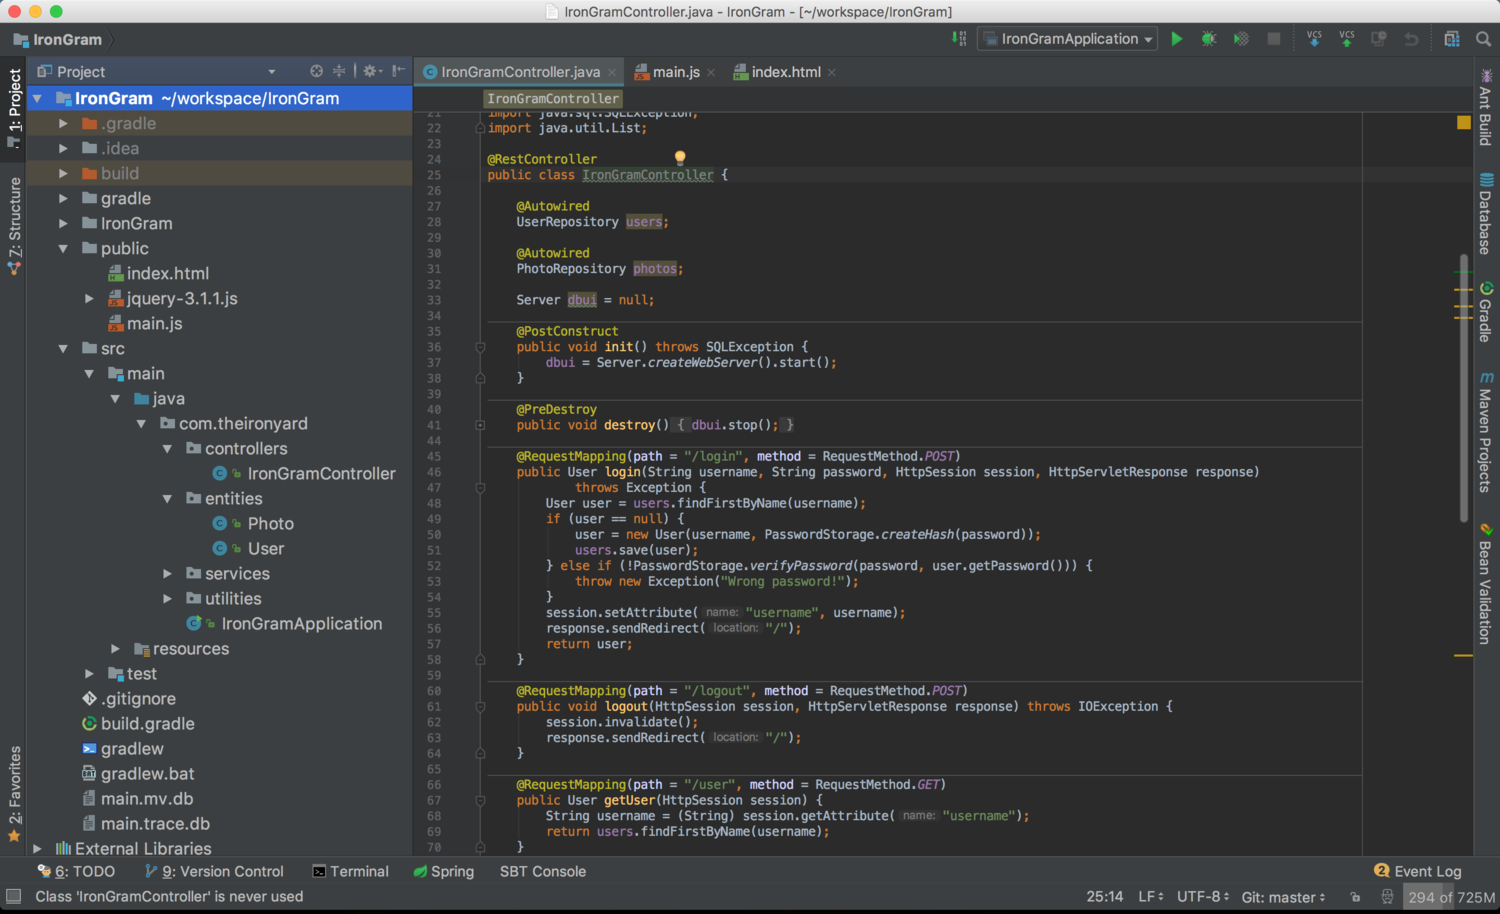 IronGramController.java - IronGram - [~/workspace/IronGram]
IronGram
IronGramApplication
VCS
VCS
1: Project
Z: Structure
2: Favorites
Project
IronGram ~/workspace/IronGram
.gradle
.idea
build
gradle
IronGram
public
index.html
jquery-3.1.1.js
main.js
src
main
java
com.theironyard
controllers
IronGramController
entities
Photo
User
services
utilities
IronGramApplication
resources
test
.gitignore
build.gradle
gradlew
gradlew.bat
main.mv.db
main.trace.db
External Libraries
IronGramController.java
main.js
index.html
IronGramController
21 import java.sql.SQLException;
22 import java.util.List;
23
24 @RestController
25 public class IronGramController {
26
27 @Autowired
28 UserRepository users;
29
30 @Autowired
31 PhotoRepository photos;
32
33 Server dbui = null;
34
35 @PostConstruct
36 public void init() throws SQLException {
37 dbui = Server.createWebServer().start();
38 }
39
40 @PreDestroy
41 public void destroy() { dbui.stop(); }
44
45 @RequestMapping(path = "/login", method = RequestMethod.POST)
46 public User login(String username, String password, HttpSession session, HttpServletResponse response)
47 throws Exception {
48 User user = users.findFirstByName(username);
49 if (user == null) {
50 user = new User(username, PasswordStorage.createHash(password));
51 users.save(user);
52 } else if (!PasswordStorage.verifyPassword(password, user.getPassword())) {
53 throw new Exception("Wrong password!");
54 }
55 session.setAttribute( name: "username", username);
56 response.sendRedirect( location: "/");
57 return user;
58 }
59
60 @RequestMapping(path = "/logout", method = RequestMethod.POST)
61 public void logout(HttpSession session, HttpServletResponse response) throws IOException {
62 session.invalidate();
63 response.sendRedirect( location: "/");
64 }
65
66 @RequestMapping(path = "/user", method = RequestMethod.GET)
67 public User getUser(HttpSession session) {
68 String username = (String) session.getAttribute( name: "username");
69 return users.findFirstByName(username);
70 }
Ant Build
Database
Gradle
m Maven Projects
Bean Validation
6: TODO
9: Version Control
Terminal
Spring
SBT Console
2 Event Log
Class 'IronGramController' is never used
25:14 LF UTF-8 Git: master 294 of 725M